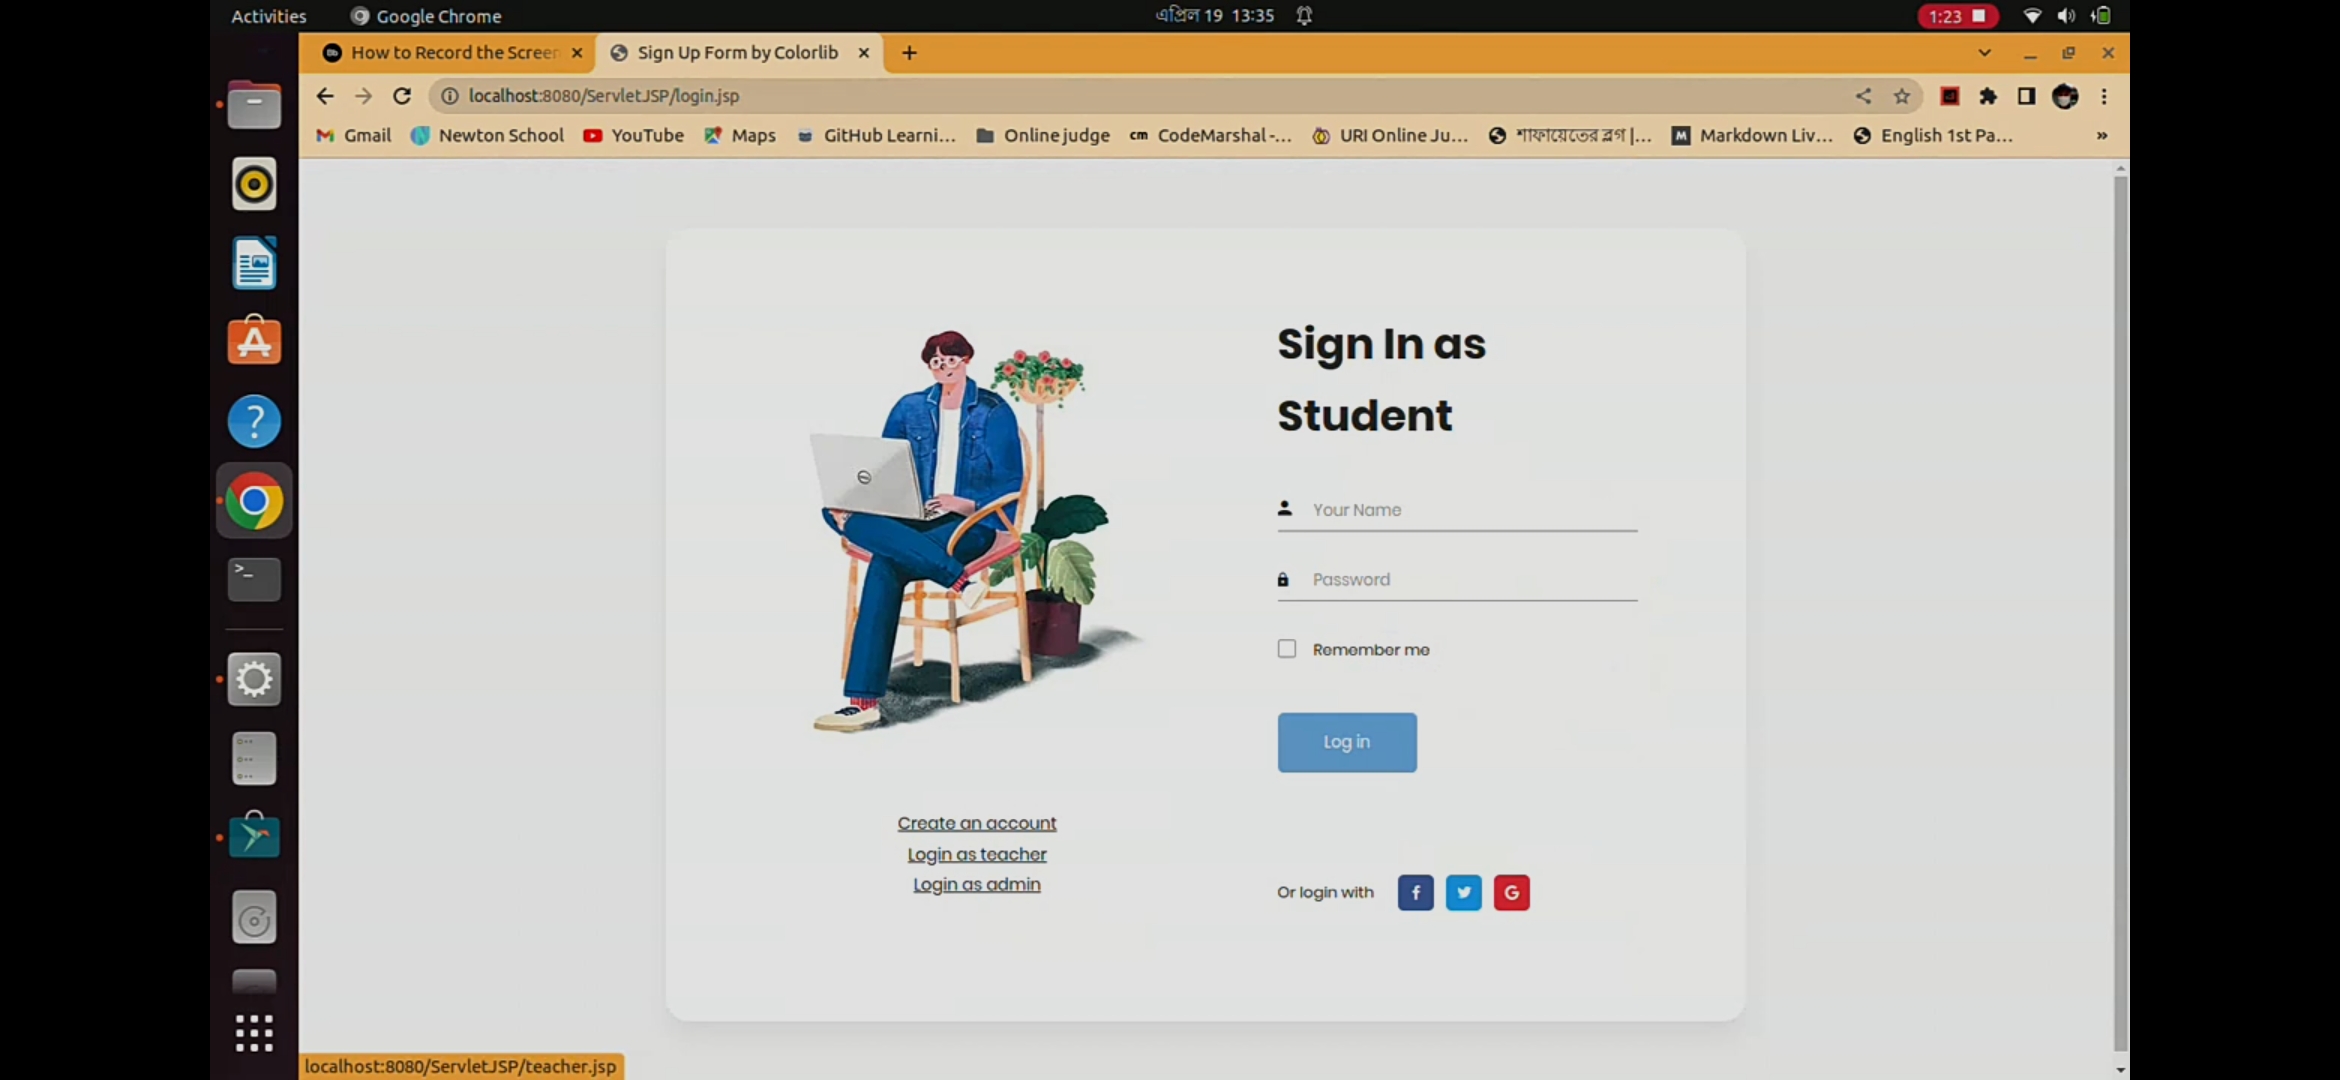 Activities
Google Chrome
এপ্রিল 19 13:35
1:23
How to Record the Screen
Sign Up Form by Colorlib
localhost:8080/ServletJSP/login.jsp
Gmail
Newton School
YouTube
Maps
GitHub Learni...
Online judge
cm CodeMarshal -...
URI Online Ju...
শাফায়েতের ব্লগ |...
M Markdown Liv...
English 1st Pa...
»
Sign In as
Student
Your Name
Password
Remember me
Log in
Create an account
Login as teacher
Login as admin
Or login with
localhost:8080/ServletJSP/teacher.jsp